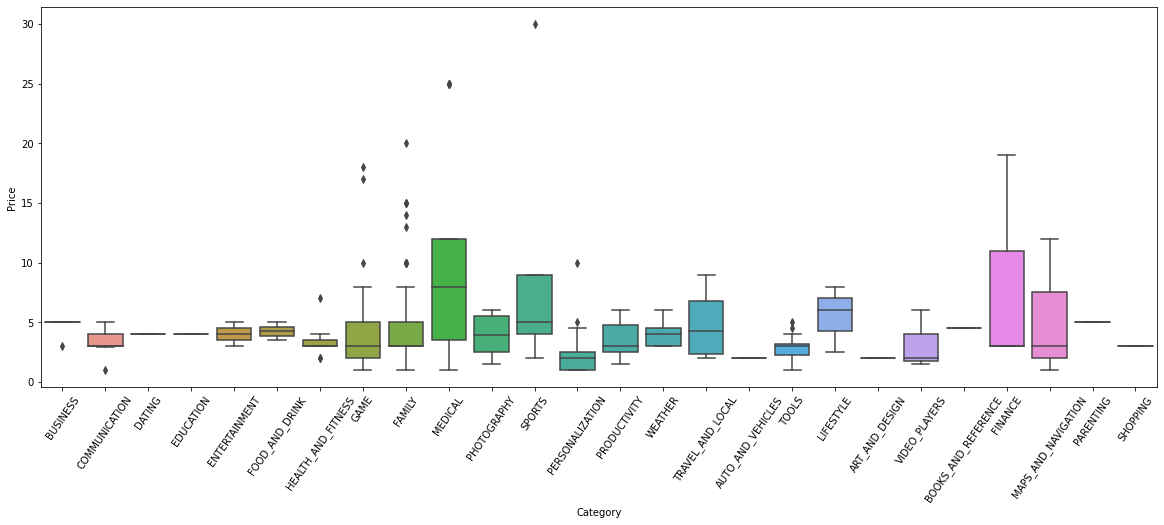 30
25
20
15
10
5
0
Price
BUSINESS
COMMUNICATION
DATING
EDUCATION
ENTERTAINMENT
FOOD_AND_DRINK
HEALTH_AND_FITNESS
GAME
FAMILY
MEDICAL
PHOTOGRAPHY
SPORTS
PERSONALIZATION
PRODUCTIVITY
WEATHER
TRAVEL_AND_LOCAL
AUTO_AND_VEHICLES
TOOLS
LIFESTYLE
ART_AND_DESIGN
VIDEO_PLAYERS
BOOKS_AND_REFERENCE
FINANCE
MAPS_AND_NAVIGATION
PARENTING
SHOPPING
Category